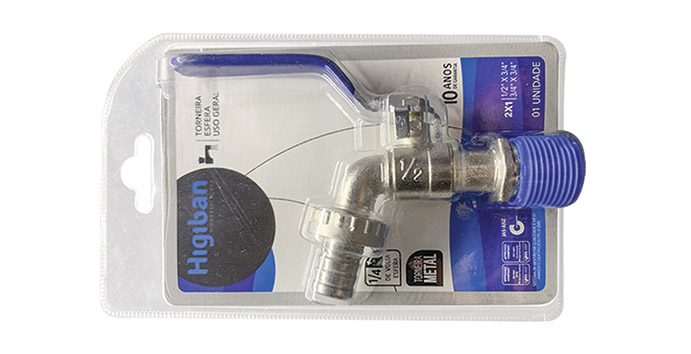 TORNEIRA
ESFERA
USO GERAL
Higiban
10 ANOS
DE GARANTIA
2X1
1/2" X 3/4"
3/4" X 3/4"
01 UNIDADE
1/2
1/4
DE VOLTA
ESFERA
TORNEIRA
METAL